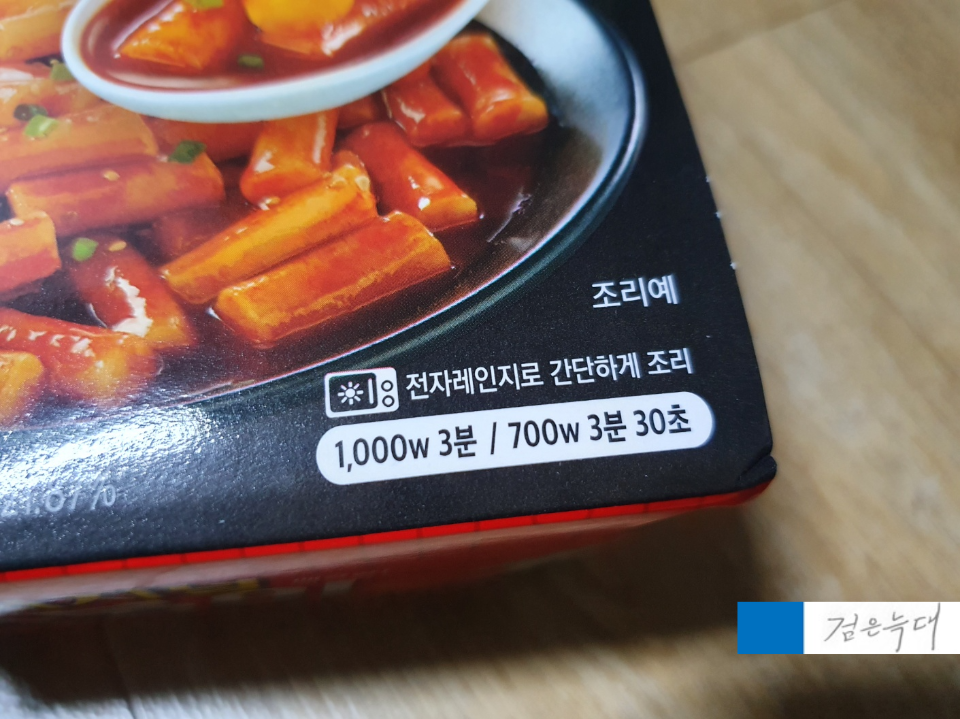 조리예
전자레인지로 간단하게 조리
1,000W 3분 / 700W 3분 30초
검은늑대